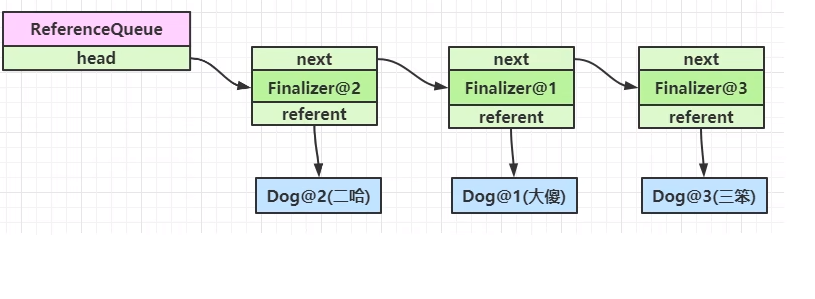 ReferenceQueue
head
next
Finalizer@2
referent
Dog@2(二哈)
next
Finalizer@1
referent
Dog@1(大傻)
next
Finalizer@3
referent
Dog@3(三笨)